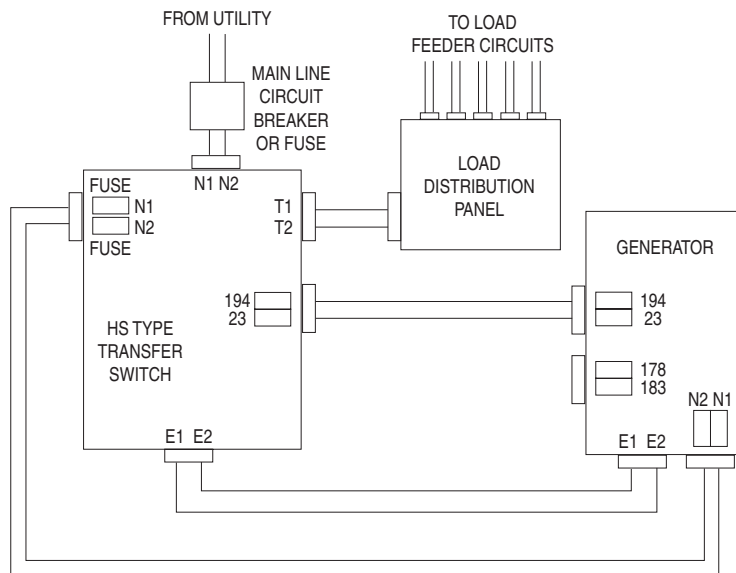 FROM UTILITY
TO LOAD
FEEDER CIRCUITS
MAIN LINE
CIRCUIT
BREAKER
OR FUSE
LOAD
DISTRIBUTION
PANEL
FUSE
N1
N2
FUSE
N1 N2
T1
T2
194
23
HS TYPE
TRANSFER
SWITCH
E1 E2
GENERATOR
194
23
178
183
N2 N1
E1 E2